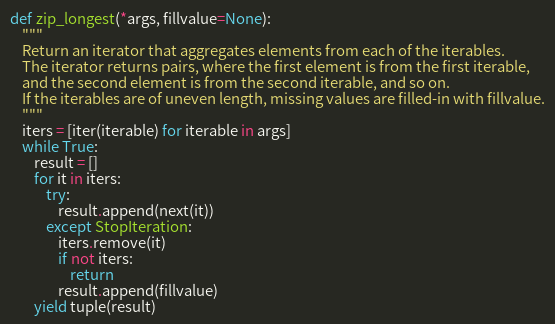 def zip_longest(*args, fillvalue=None):
    """
    Return an iterator that aggregates elements from each of the iterables.
    The iterator returns pairs, where the first element is from the first iterable,
    and the second element is from the second iterable, and so on.
    If the iterables are of uneven length, missing values are filled-in with fillvalue.
    """
    iters = [iter(iterable) for iterable in args]
    while True:
        result = []
        for it in iters:
            try:
                result.append(next(it))
            except StopIteration:
                iters.remove(it)
                if not iters:
                    return
                result.append(fillvalue)
        yield tuple(result)